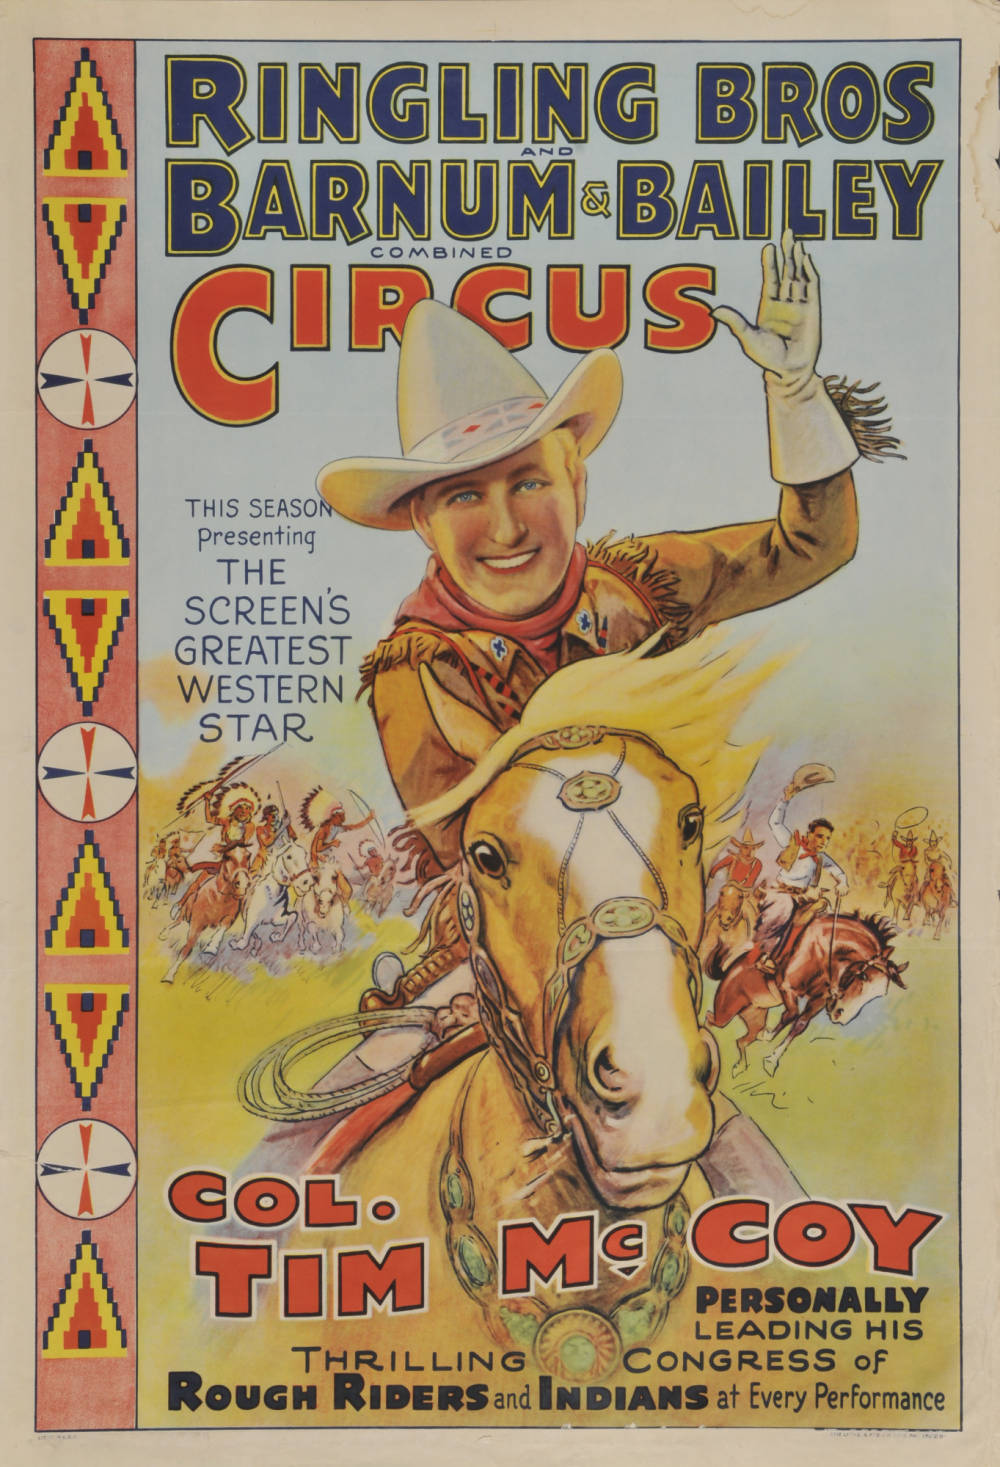 RINGLING BROS
AND
BARNUM & BAILEY
COMBINED
CIRCUS
THIS SEASON
Presenting
THE
SCREEN'S
GREATEST
WESTERN
STAR
COL.
TIM McCOY
PERSONALLY
LEADING HIS
THRILLING CONGRESS OF
ROUGH RIDERS and INDIANS at Every Performance